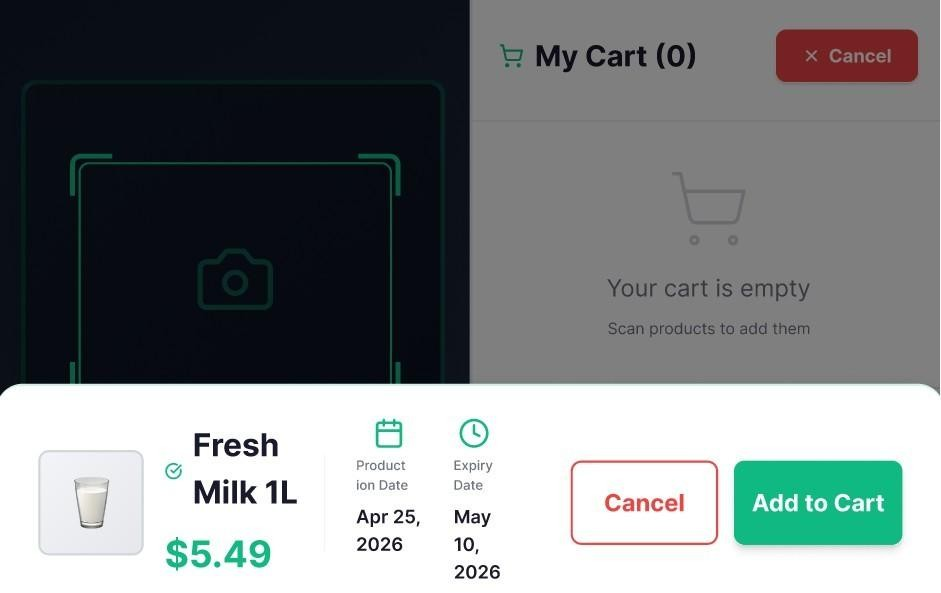 My Cart (0)
Cancel
Your cart is empty
Scan products to add them
Fresh
Milk 1L
$5.49
Product
ion Date
Apr 25,
2026
Expiry
Date
May
10,
2026
Cancel
Add to Cart